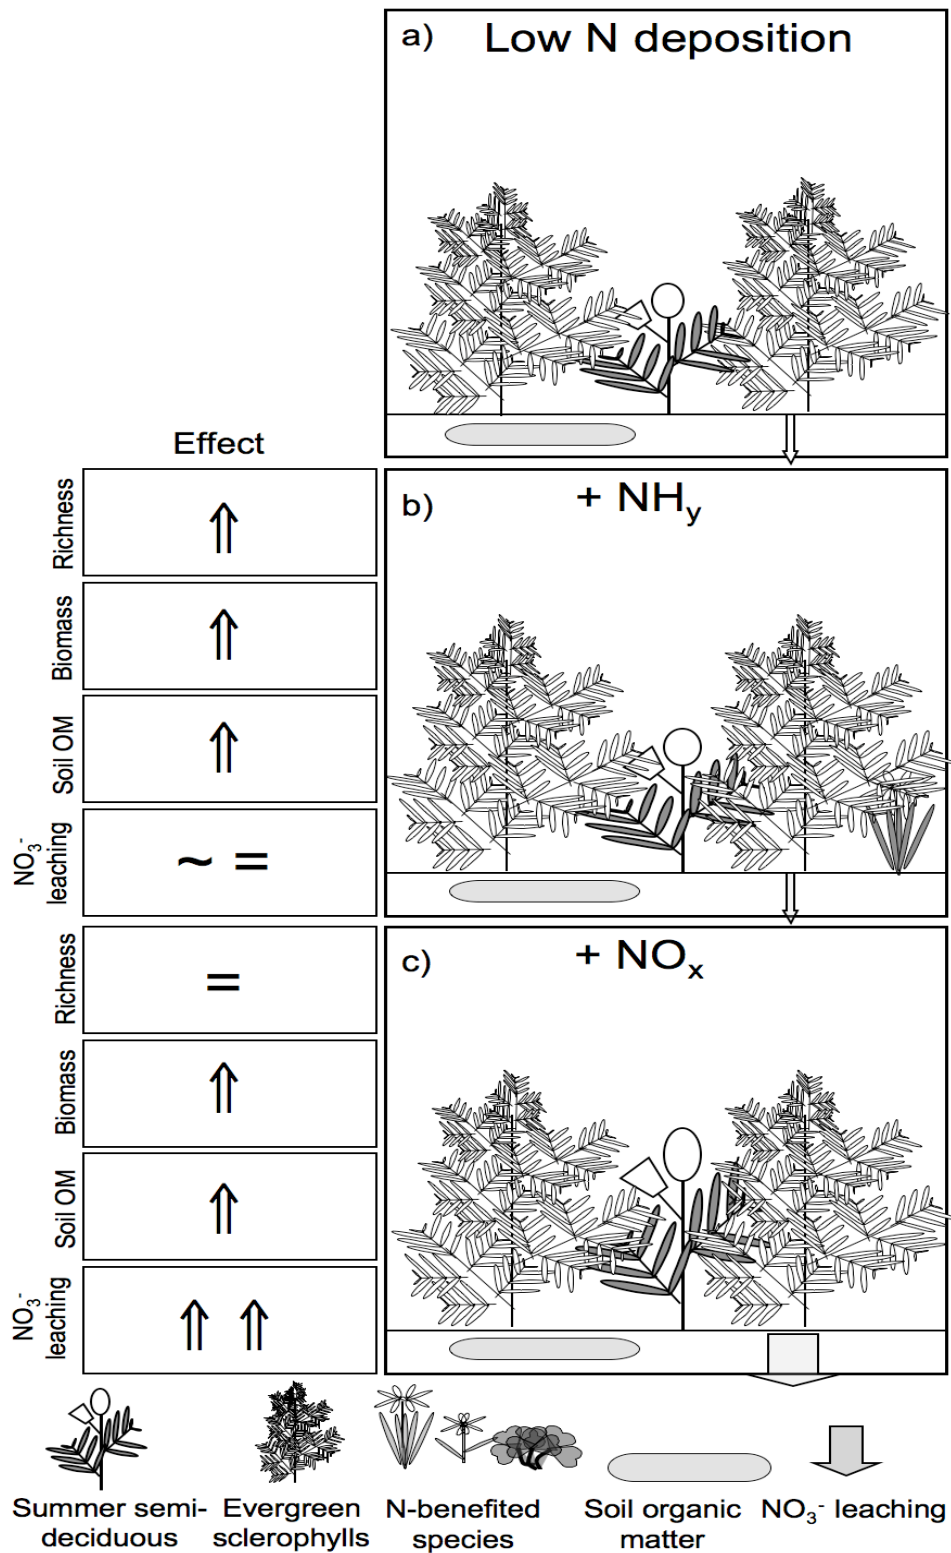 a) Low N deposition
Effect
b) + NHy
Richness
⇑
Biomass
⇑
Soil OM
⇑
NO3-
leaching
~ =
c) + NOx
Richness
=
Biomass
⇑
Soil OM
⇑
NO3-
leaching
⇑ ⇑
Summer semi-
deciduous
Evergreen
sclerophylls
N-benefited
species
Soil organic
matter
NO3- leaching